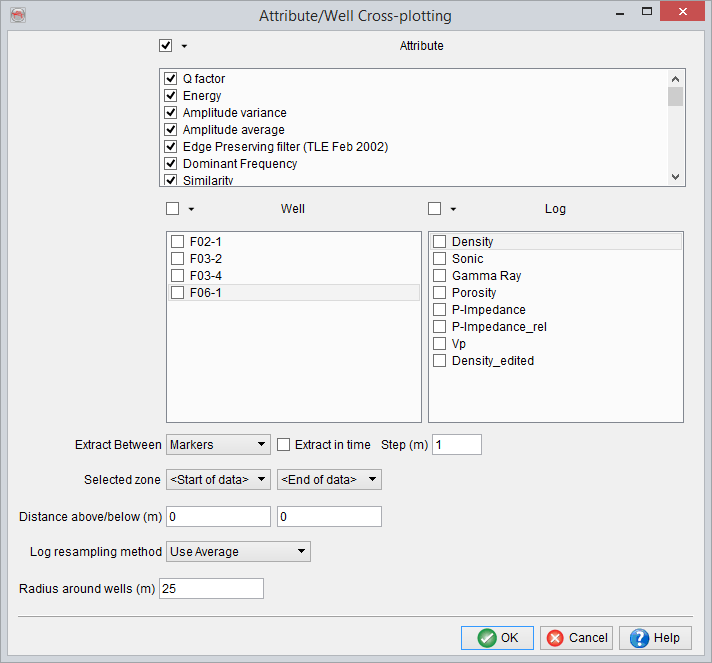 Attribute/Well Cross-plotting
Attribute
Q factor
Energy
Amplitude variance
Amplitude average
Edge Preserving filter (TLE Feb 2002)
Dominant Frequency
Similarity
Well
F02-1
F03-2
F03-4
F06-1
Log
Density
Sonic
Gamma Ray
Porosity
P-Impedance
P-Impedance_rel
Vp
Density_edited
Extract Between Markers Extract in time Step (m) 1
Selected zone <Start of data> <End of data>
Distance above/below (m) 0 0
Log resampling method Use Average
Radius around wells (m) 25
OK Cancel Help